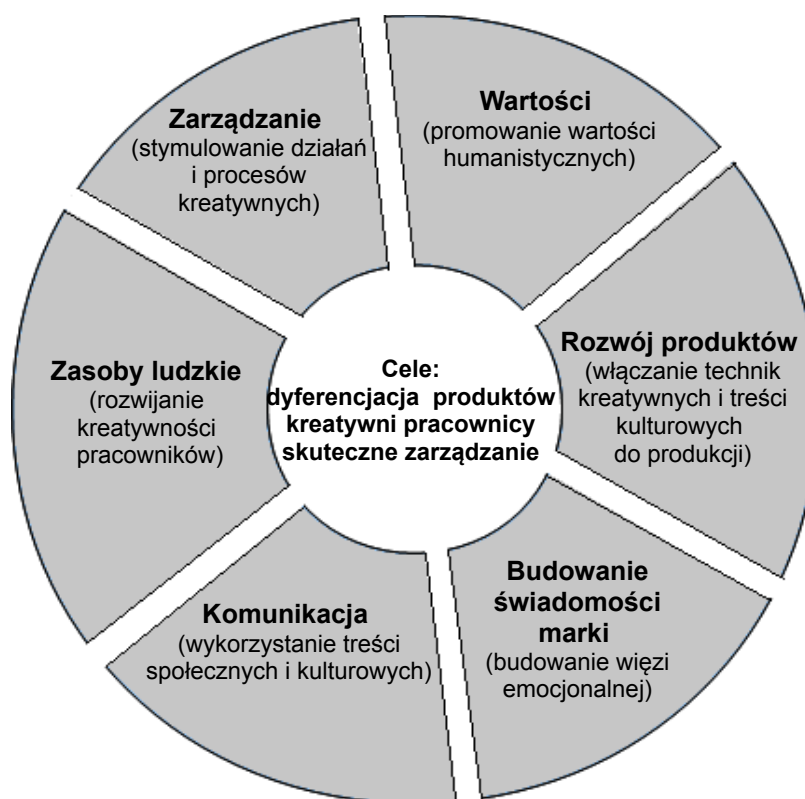 Zarządzanie
(stymulowanie działań
i procesów
kreatywnych)
Wartości
(promowanie wartości
humanistycznych)
Rozwój produktów
(włączanie technik
kreatywnych i treści
kulturowych
do produkcji)
Budowanie
świadomości
marki
(budowanie więzi
emocjonalnej)
Komunikacja
(wykorzystanie treści
społecznych i kulturowych)
Zasoby ludzkie
(rozwijanie
kreatywności
pracowników)
Cele:
dyferencjacja produktów
kreatywni pracownicy
skuteczne zarządzanie